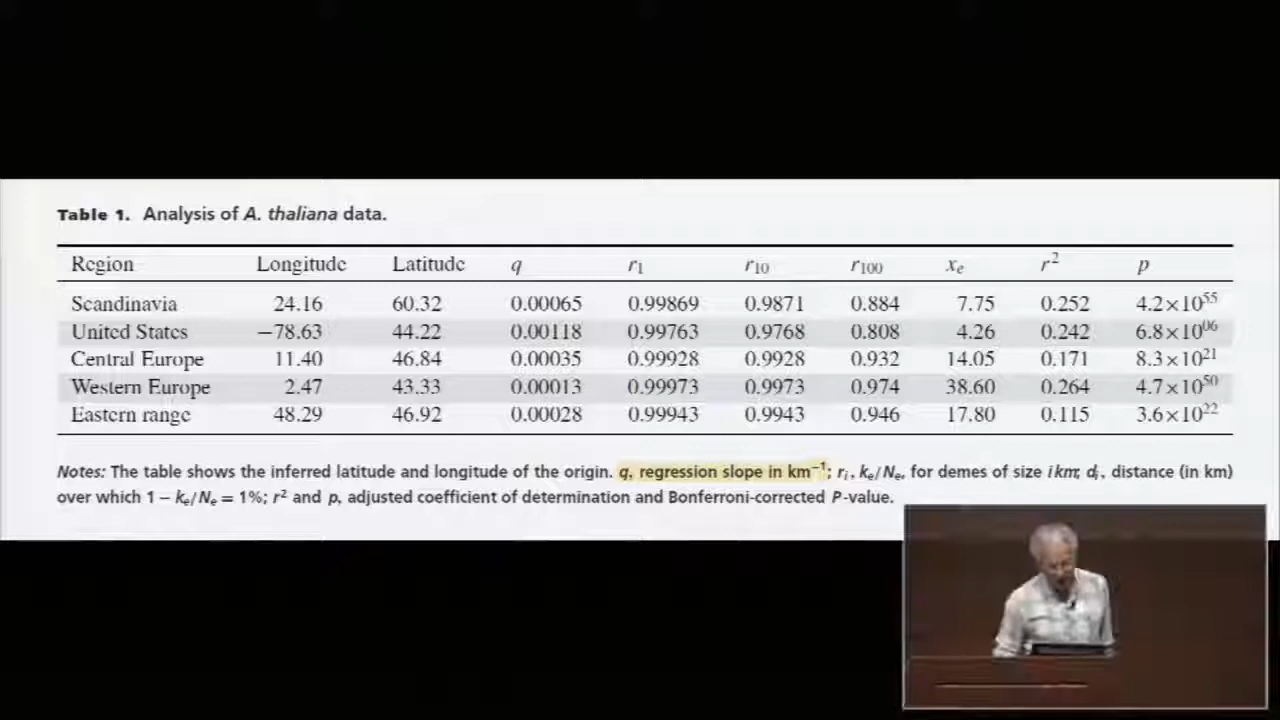 Table 1. Analysis of A. thaliana data.
Region Longitude Latitude q r1 r10 r100 xe r² p
Scandinavia 24.16 60.32 0.00065 0.99869 0.9871 0.884 7.75 0.252 4.2×10⁵⁵
United States −78.63 44.22 0.00118 0.99763 0.9768 0.808 4.26 0.242 6.8×10⁰⁶
Central Europe 11.40 46.84 0.00035 0.99928 0.9928 0.932 14.05 0.171 8.3×10²¹
Western Europe 2.47 43.33 0.00013 0.99973 0.9973 0.974 38.60 0.264 4.7×10⁵⁰
Eastern range 48.29 46.92 0.00028 0.99943 0.9943 0.946 17.80 0.115 3.6×10²²
Notes: The table shows the inferred latitude and longitude of the origin. q, regression slope in km⁻¹; ri, ke/Ne, for demes of size i km; di, distance (in km)
over which 1 − ke/Ne = 1%; r² and p, adjusted coefficient of determination and Bonferroni-corrected P-value.